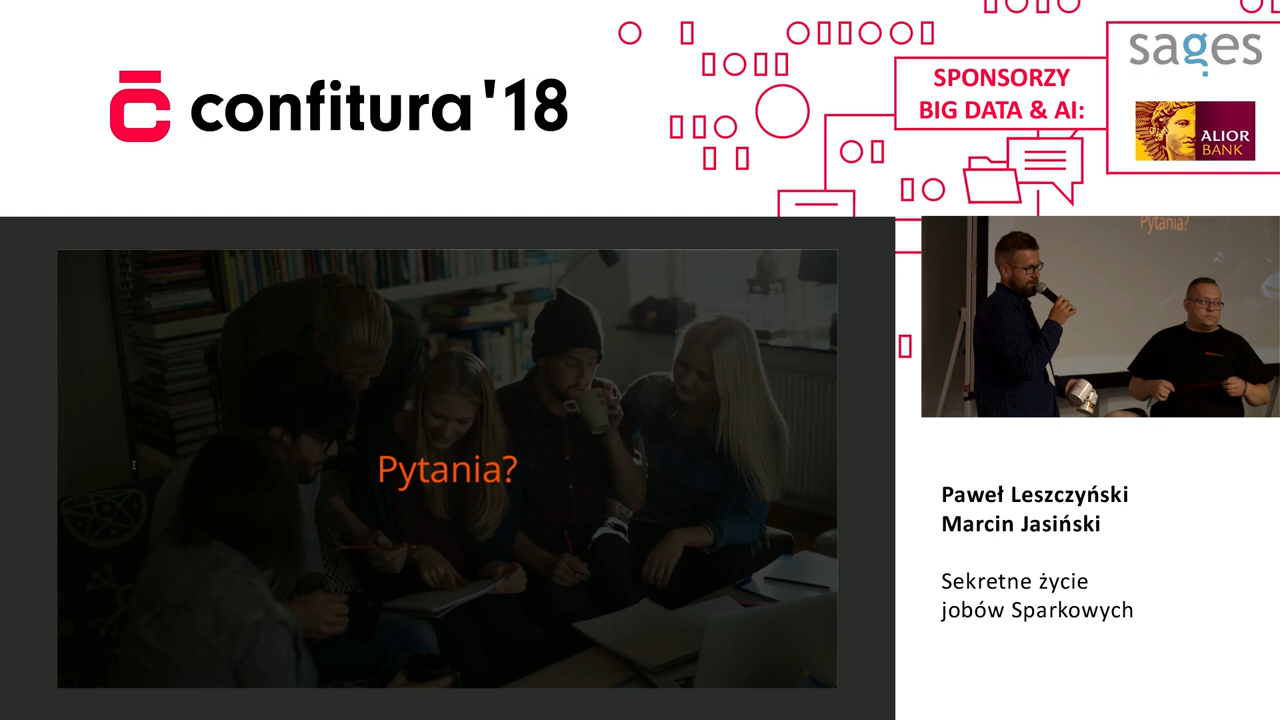 confitura '18
SPONSORZY
BIG DATA & AI:
sages
ALIOR
BANK
Pytania?
Pytania?
Paweł Leszczyński
Marcin Jasiński
Sekretne życie
jobów Sparkowych